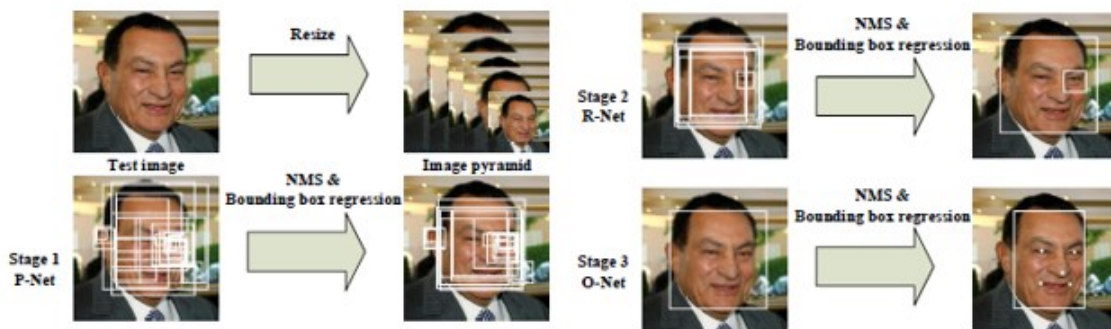 Resize
Test image
Image pyramid
Stage 1
P-Net
NMS &
Bounding box regression
Stage 2
R-Net
NMS &
Bounding box regression
Stage 3
O-Net
NMS &
Bounding box regression